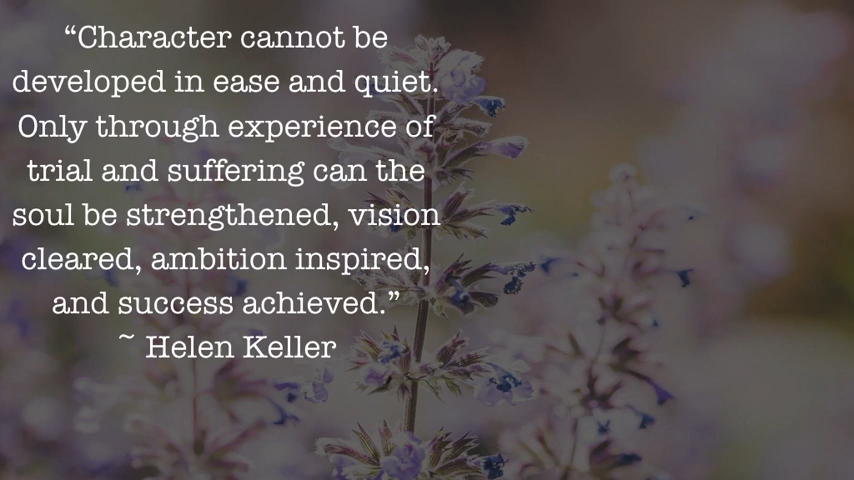 “Character cannot be
developed in ease and quiet.
Only through experience of
trial and suffering can the
soul be strengthened, vision
cleared, ambition inspired,
and success achieved.”
~ Helen Keller